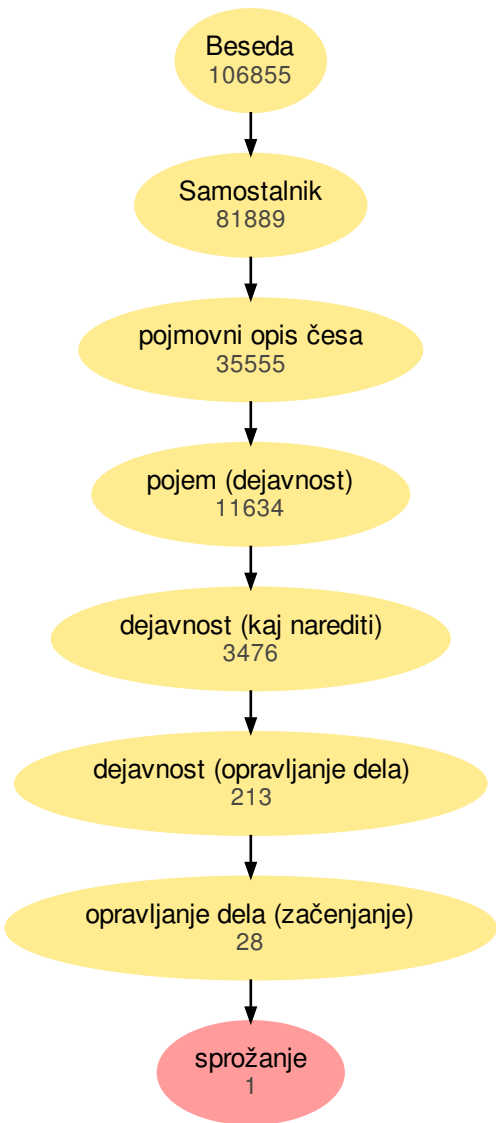 Beseda
106855
Samostalnik
81889
pojmovni opis česa
35555
pojem (dejavnost)
11634
dejavnost (kaj narediti)
3476
dejavnost (opravljanje dela)
213
opravljanje dela (začenjanje)
28
sprožanje
1